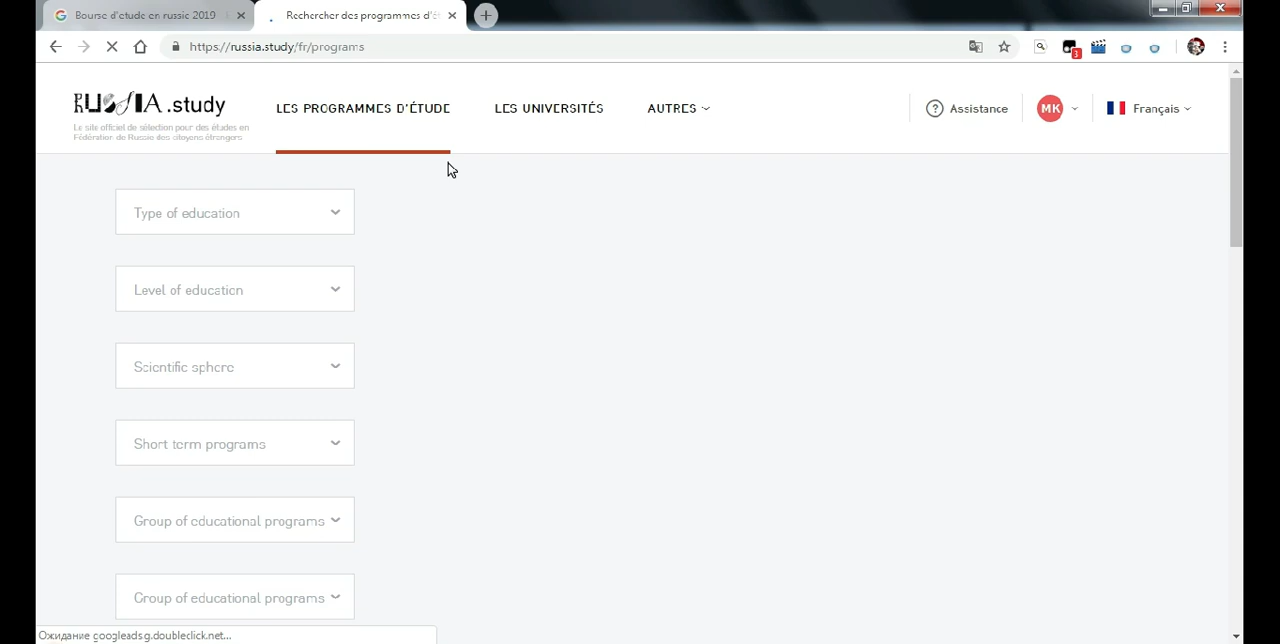 Bourse d'etude en russie 2019
Rechercher des programmes d'é
https://russia.study/fr/programs
3
RUSSIA.study
Le site officiel de sélection pour des études en
Fédération de Russie des citoyens étrangers
LES PROGRAMMES D'ÉTUDE
LES UNIVERSITÉS
AUTRES
? Assistance
MK
Français
Type of education
Level of education
Scientific sphere
Short term programs
Group of educational programs
Group of educational programs
Ожидание googleads.g.doubleclick.net...